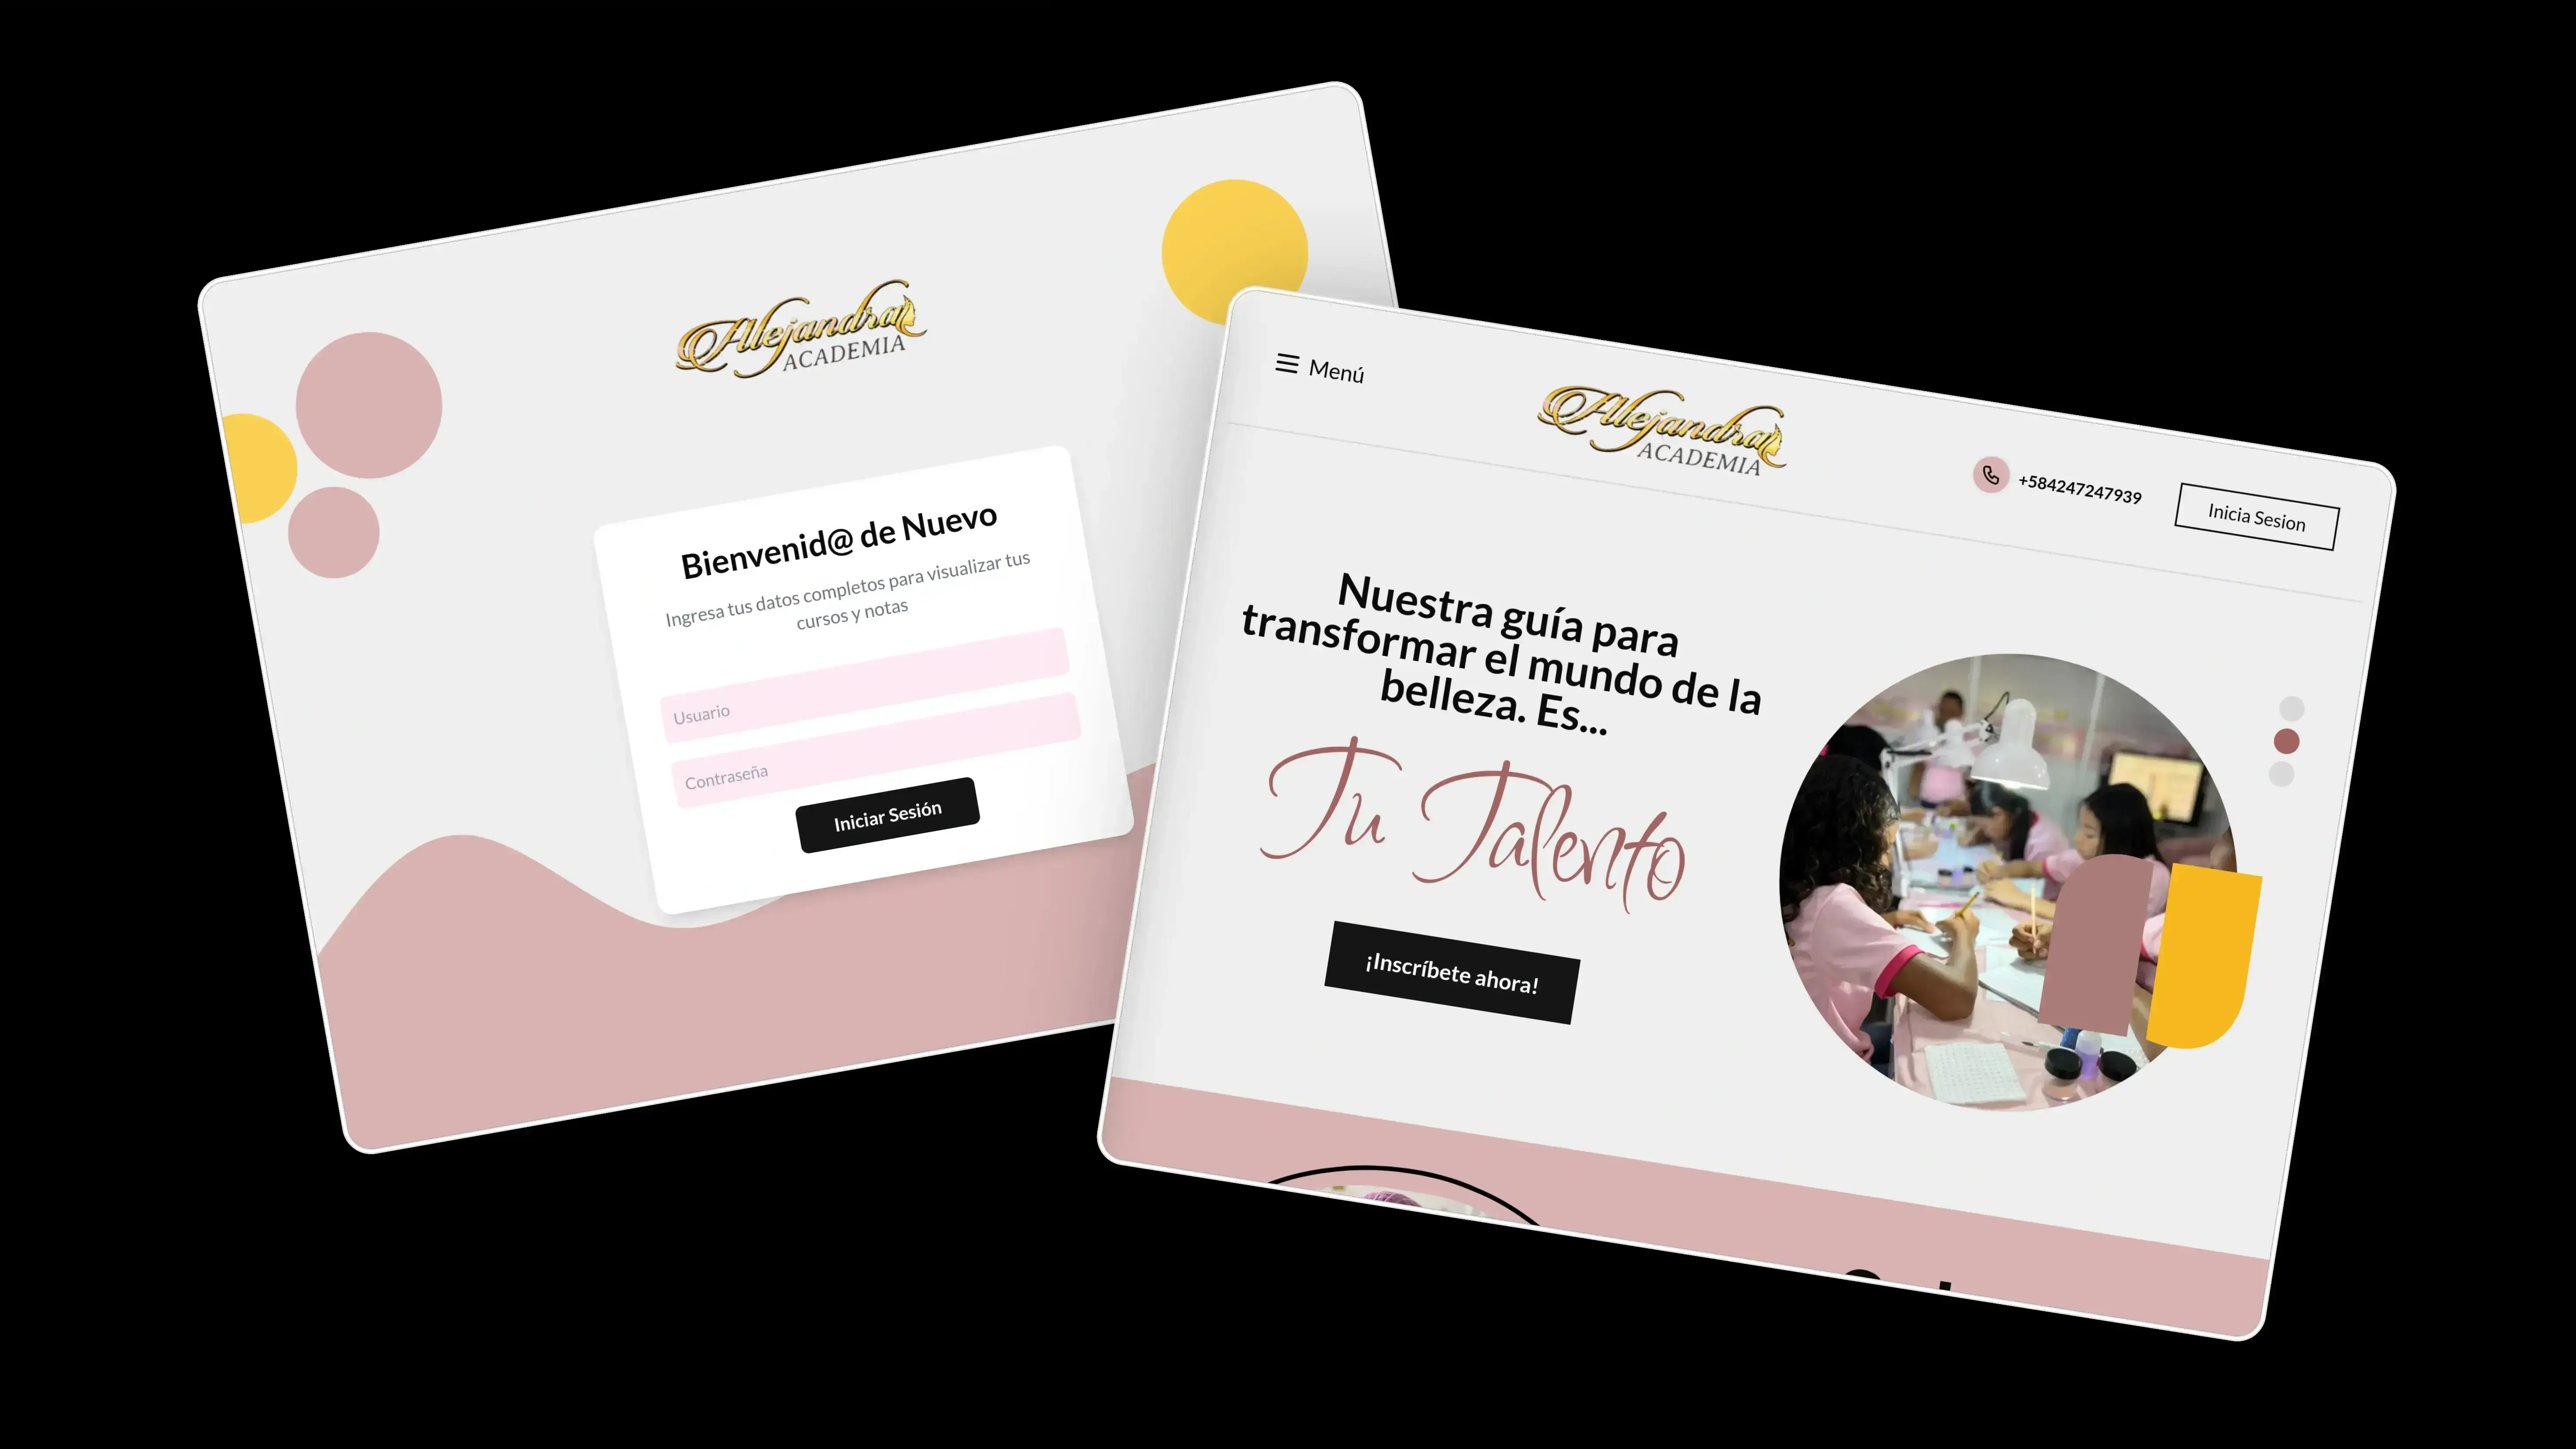 Alejandra
ACADEMIA
Bienvenid@ de Nuevo
Ingresa tus datos completos para visualizar tus
cursos y notas
Usuario
Contraseña
Iniciar Sesión
Menú
Alejandra
ACADEMIA
+584247247939
Inicia Sesion
Nuestra guía para
transformar el mundo de la
belleza. Es...
Tu Talento
¡Inscríbete ahora!